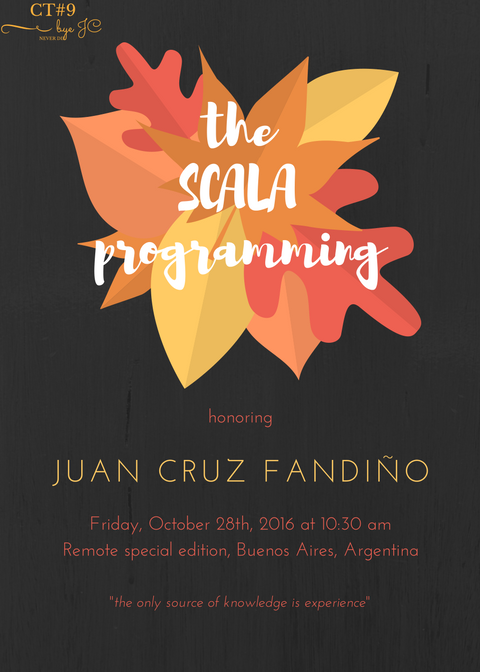 CT#9
bye JC
the
SCALA
programming
honoring
JUAN CRUZ FANDIÑO
Friday, October 28th, 2016 at 10:30 am
Remote special edition, Buenos Aires, Argentina
"the only source of knowledge is experience"